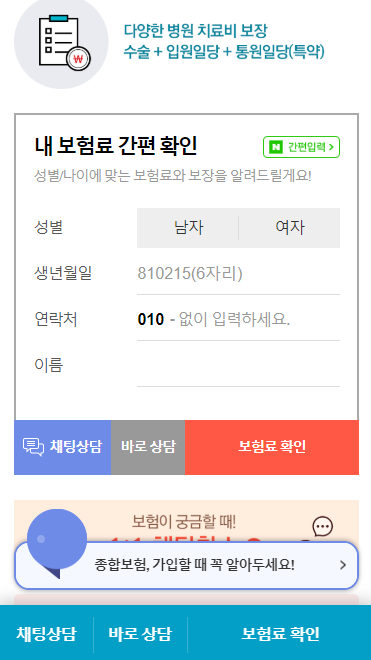 다양한 병원 치료비 보장
수술 + 입원일당 + 통원일당(특약)
내 보험료 간편 확인
N 간편입력 >
성별/나이에 맞는 보험료와 보장을 알려드릴게요!
성별 남자 여자
생년월일 810215(6자리)
연락처 010 - 없이 입력하세요.
이름
채팅상담 바로 상담 보험료 확인
보험이 궁금할 때!
종합보험, 가입할 때 꼭 알아두세요! >
채팅상담 바로 상담 보험료 확인